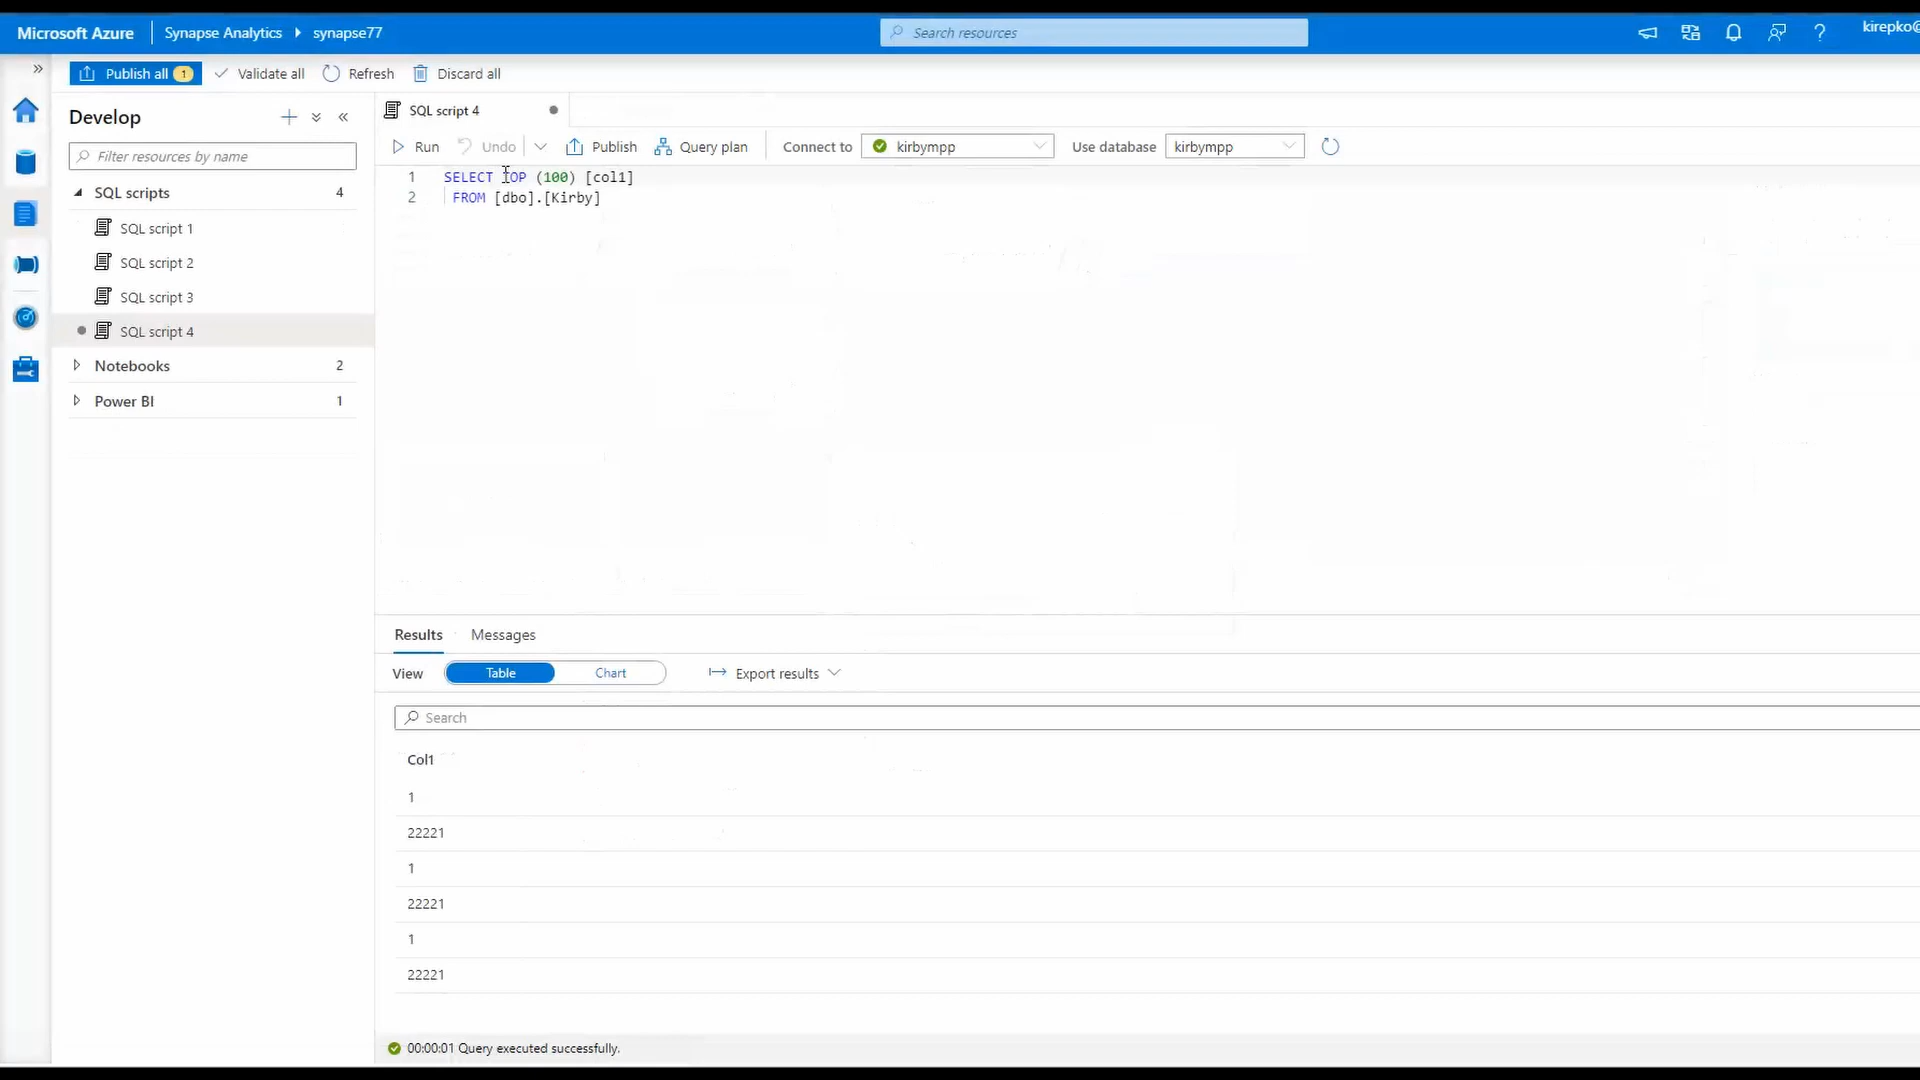 Microsoft Azure
Synapse Analytics
synapse77
Search resources
kirepko@
Publish all 1
Validate all
Refresh
Discard all
Develop
Filter resources by name
SQL scripts 4
SQL script 1
SQL script 2
SQL script 3
SQL script 4
Notebooks 2
Power BI 1
SQL script 4
Run
Undo
Publish
Query plan
Connect to
kirbympp
Use database
kirbympp
1 SELECT TOP (100) [col1]
2 FROM [dbo].[Kirby]
Results
Messages
View
Table
Chart
Export results
Search
Col1
1
22221
1
22221
1
22221
00:00:01 Query executed successfully.